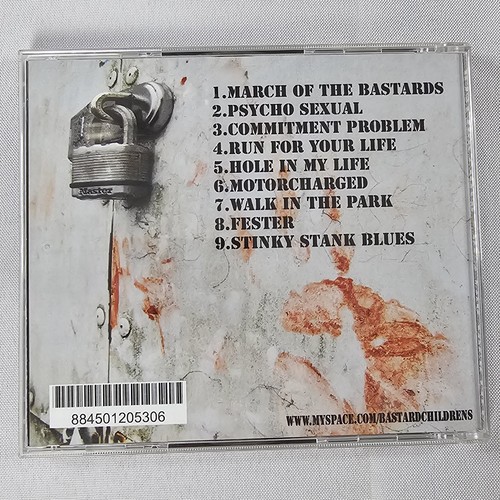 1.MARCH OF THE BASTARDS
2.PSYCHO SEXUAL
3.COMMITMENT PROBLEM
4.RUN FOR YOUR LIFE
5.HOLE IN MY LIFE
6.MOTORCHARGED
7.WALK IN THE PARK
8.FESTER
9.STINKY STANK BLUES
Master
884501205306
WWW.MYSPACE.COM/BASTARDCHILDRENS